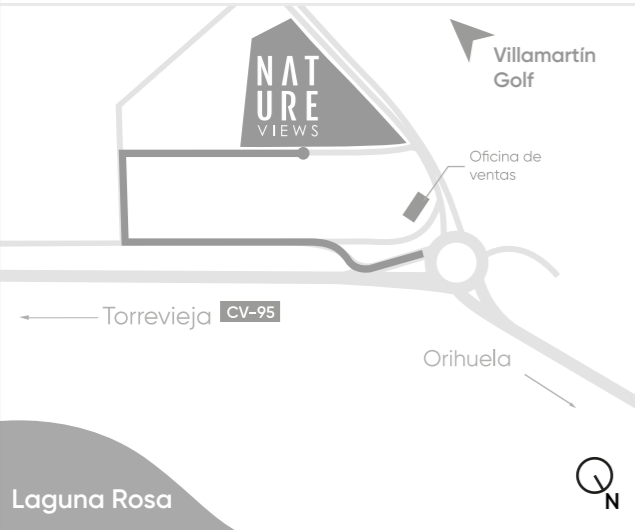 NAT
URE
VIEWS
Villamartín
Golf
Oficina de
ventas
Torrevieja CV-95
Orihuela
Laguna Rosa
N